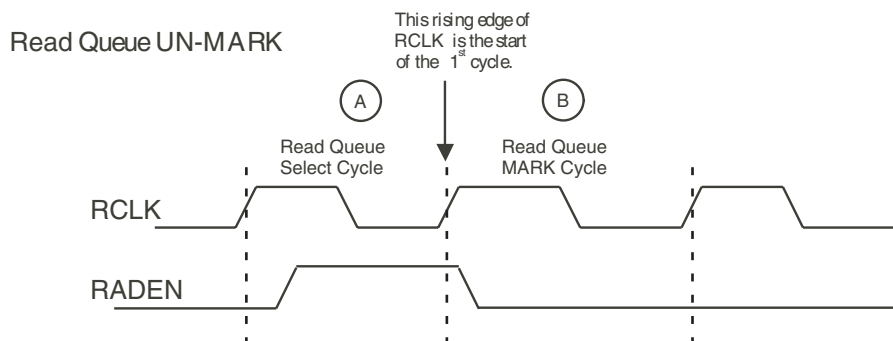 Read Queue UN-MARK
This rising edge of
RCLK is the start
of the 1st cycle.
A
B
Read Queue
Select Cycle
Read Queue
MARK Cycle
RCLK
RADEN